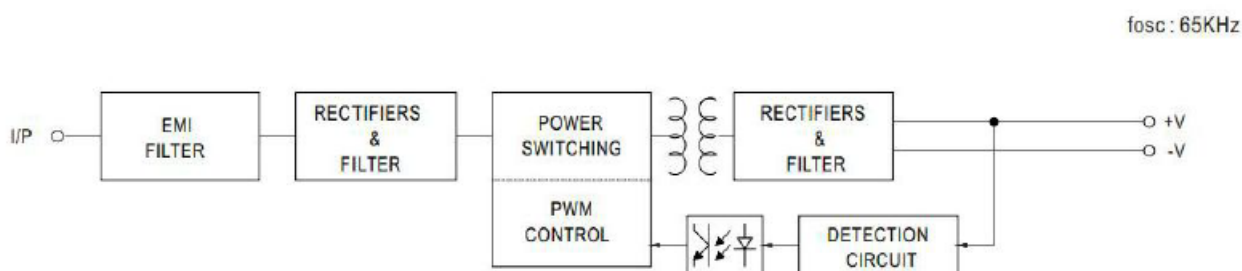 fosc : 65KHz
I/P
EMI
FILTER
RECTIFIERS
&
FILTER
POWER
SWITCHING
PWM
CONTROL
RECTIFIERS
&
FILTER
+V
-V
DETECTION
CIRCUIT